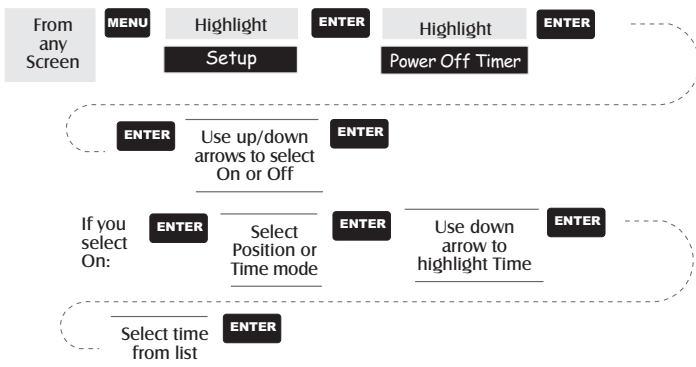 From
any
Screen
MENU
Highlight
Setup
ENTER
Highlight
Power Off Timer
ENTER
ENTER
Use up/down
arrows to select
On or Off
ENTER
If you
select
On:
ENTER
Select
Position or
Time mode
ENTER
Use down
arrow to
highlight Time
ENTER
Select time
from list
ENTER